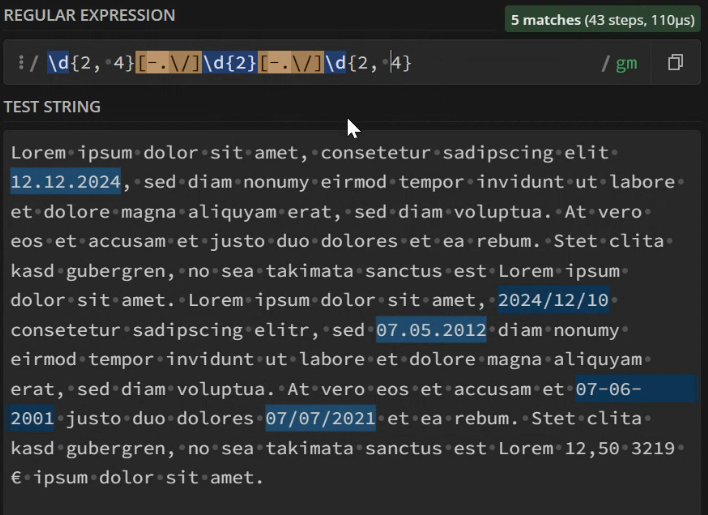 REGULAR EXPRESSION
5 matches (43 steps, 110µs)
/ \d{2, 4}[-.\/]\d{2}[-.\/]\d{2, 4} / gm
TEST STRING
Lorem ipsum dolor sit amet, consetetur sadipscing elit
12.12.2024, sed diam nonumy eirmod tempor invidunt ut labore
et dolore magna aliquyam erat, sed diam voluptua. At vero
eos et accusam et justo duo dolores et ea rebum. Stet clita
kasd gubergren, no sea takimata sanctus est Lorem ipsum
dolor sit amet. Lorem ipsum dolor sit amet, 2024/12/10
consetetur sadipscing elitr, sed 07.05.2012 diam nonumy
eirmod tempor invidunt ut labore et dolore magna aliquyam
erat, sed diam voluptua. At vero eos et accusam et 07-06-
2001 justo duo dolores 07/07/2021 et ea rebum. Stet clita
kasd gubergren, no sea takimata sanctus est Lorem 12,50 3219
€ ipsum dolor sit amet.